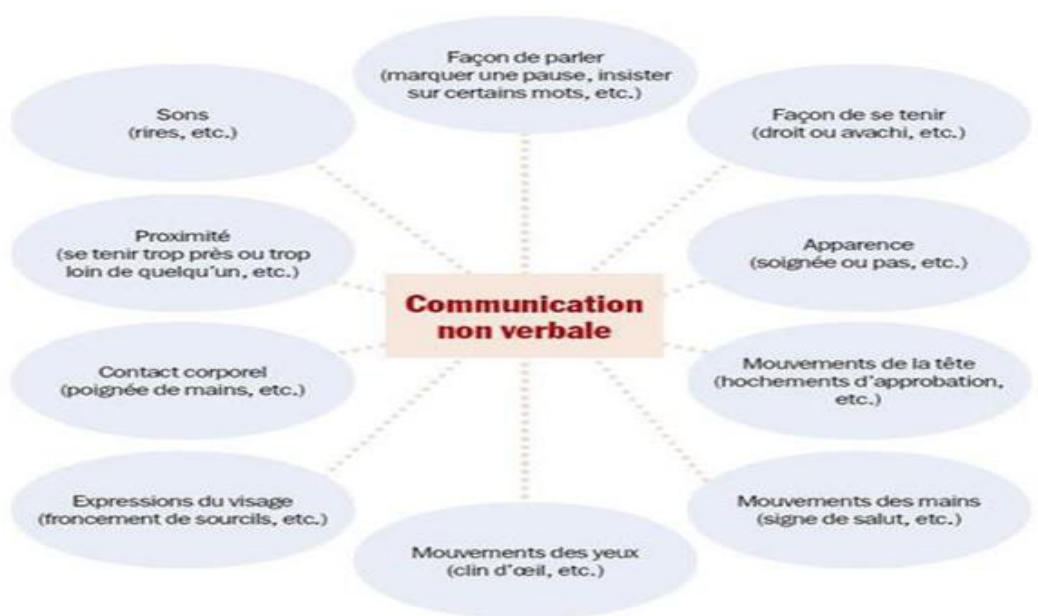 Façon de parler
(marquer une pause, insister
sur certains mots, etc.)
Sons
(rires, etc.)
Façon de se tenir
(droit ou avachi, etc.)
Proximité
(se tenir trop près ou trop
loin de quelqu'un, etc.)
Apparence
(soignée ou pas, etc.)
Communication
non verbale
Contact corporel
(poignée de mains, etc.)
Mouvements de la tête
(hochements d'approbation,
etc.)
Expressions du visage
(froncement de sourcils, etc.)
Mouvements des mains
(signe de salut, etc.)
Mouvements des yeux
(clin d'œil, etc.)